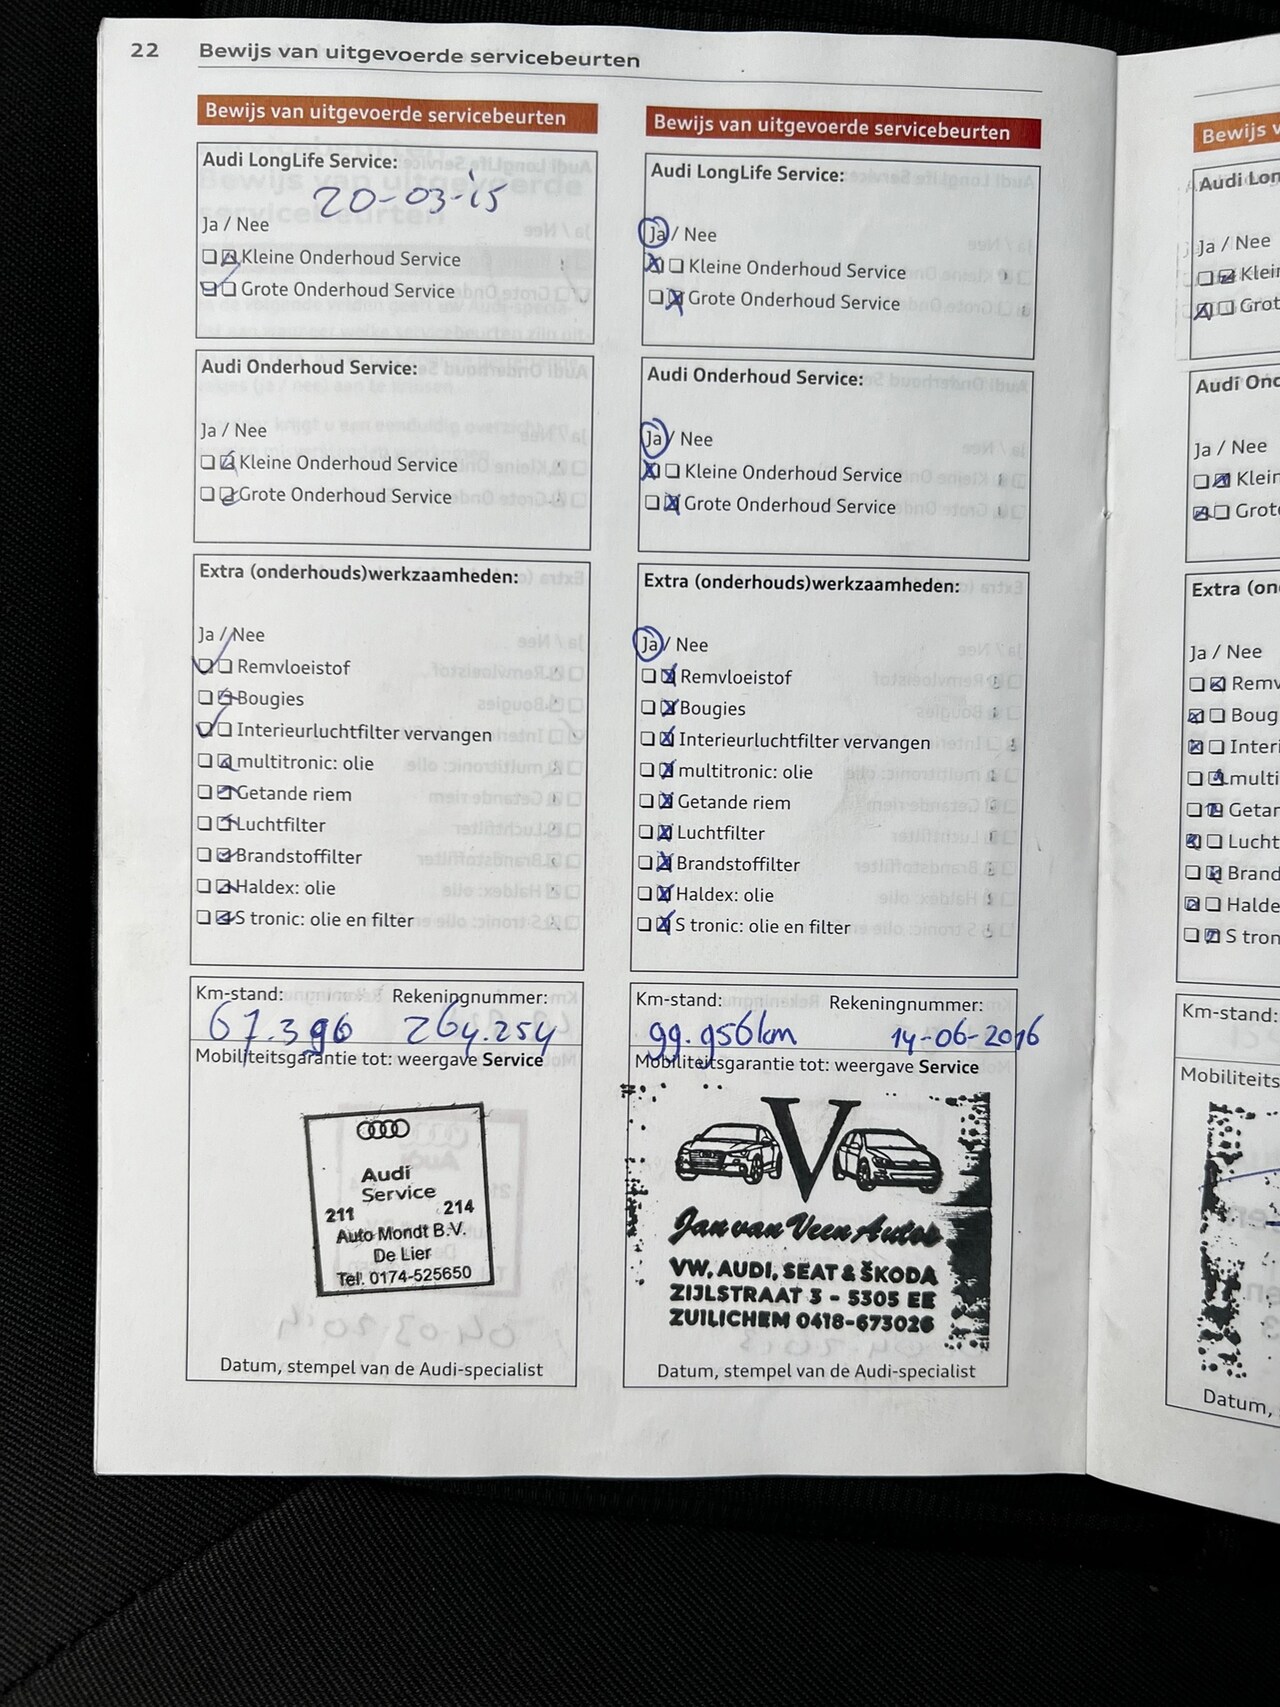 22 Bewijs van uitgevoerde servicebeurten
Bewijs van uitgevoerde servicebeurten
Audi LongLife Service:
20-03-15
Ja / Nee
Kleine Onderhoud Service
Grote Onderhoud Service
Audi Onderhoud Service:
Ja / Nee
Kleine Onderhoud Service
Grote Onderhoud Service
Extra (onderhouds)werkzaamheden:
Ja / Nee
Remvloeistof
Bougies
Interieurluchtfilter vervangen
multitronic: olie
Getande riem
Luchtfilter
Brandstoffilter
Haldex: olie
S tronic: olie en filter
Km-stand: Rekeningnummer:
67.396 264.254
Mobiliteitsgarantie tot: weergave Service
Audi
Service
211 214
Auto Mondt B.V.
De Lier
Tel. 0174-525650
Datum, stempel van de Audi-specialist
Bewijs van uitgevoerde servicebeurten
Audi LongLife Service:
Ja / Nee
Kleine Onderhoud Service
Grote Onderhoud Service
Audi Onderhoud Service:
Ja / Nee
Kleine Onderhoud Service
Grote Onderhoud Service
Extra (onderhouds)werkzaamheden:
Ja / Nee
Remvloeistof
Bougies
Interieurluchtfilter vervangen
multitronic: olie
Getande riem
Luchtfilter
Brandstoffilter
Haldex: olie
S tronic: olie en filter
Km-stand: Rekeningnummer:
99.956km 14-06-2016
Mobiliteitsgarantie tot: weergave Service
V
Jan van Veen Autos
VW, AUDI, SEAT & ŠKODA
ZIJLSTRAAT 3 - 5305 EE
ZUILICHEM 0418-673026
Datum, stempel van de Audi-specialist
Bewijs v
Audi Lon
Ja / Nee
Klei
Grot
Audi Ond
Ja / Nee
Klein
Grote
Extra (on
Ja / Nee
Remv
Boug
Interi
multi
Getar
Lucht
Brand
Halde
S tron
Km-stand:
Mobiliteits
Datum,